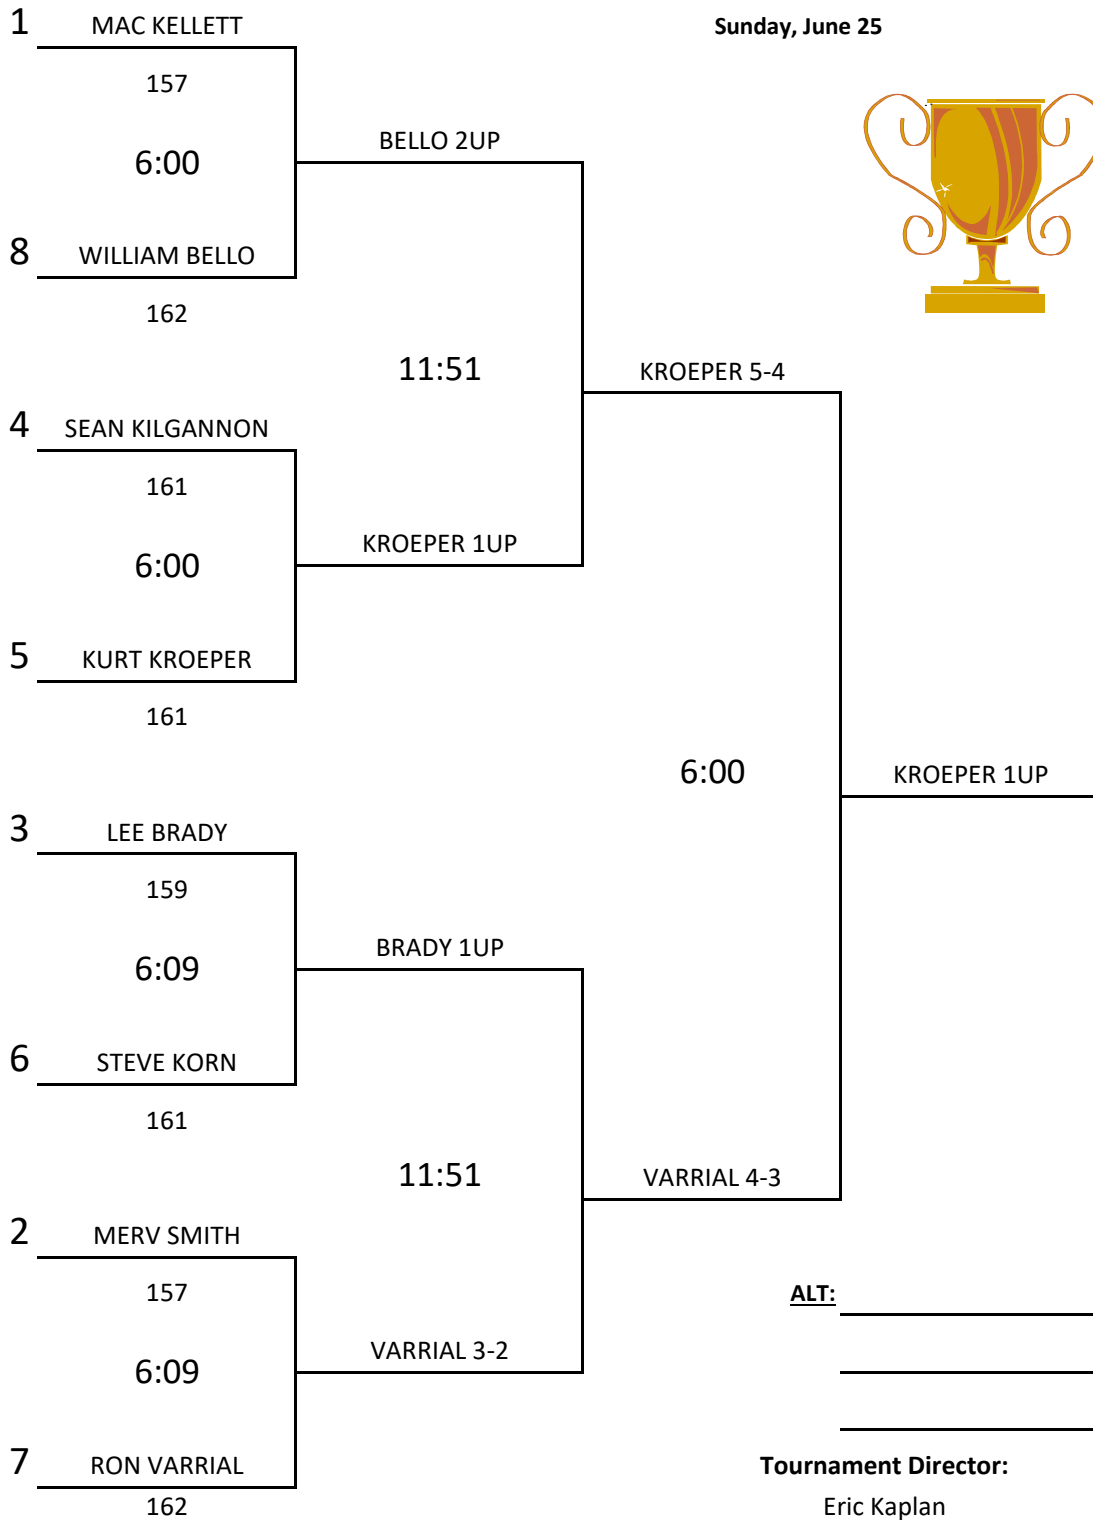 1 MAC KELLETT
Sunday, June 25
157
6:00
BELLO 2UP
8 WILLIAM BELLO
162
11:51
KROEPER 5-4
4 SEAN KILGANNON
161
6:00
KROEPER 1UP
5 KURT KROEPER
161
6:00
KROEPER 1UP
3 LEE BRADY
159
6:09
BRADY 1UP
6 STEVE KORN
161
11:51
VARRIAL 4-3
2 MERV SMITH
157
ALT:
6:09
VARRIAL 3-2
7 RON VARRIAL
162
Tournament Director:
Eric Kaplan